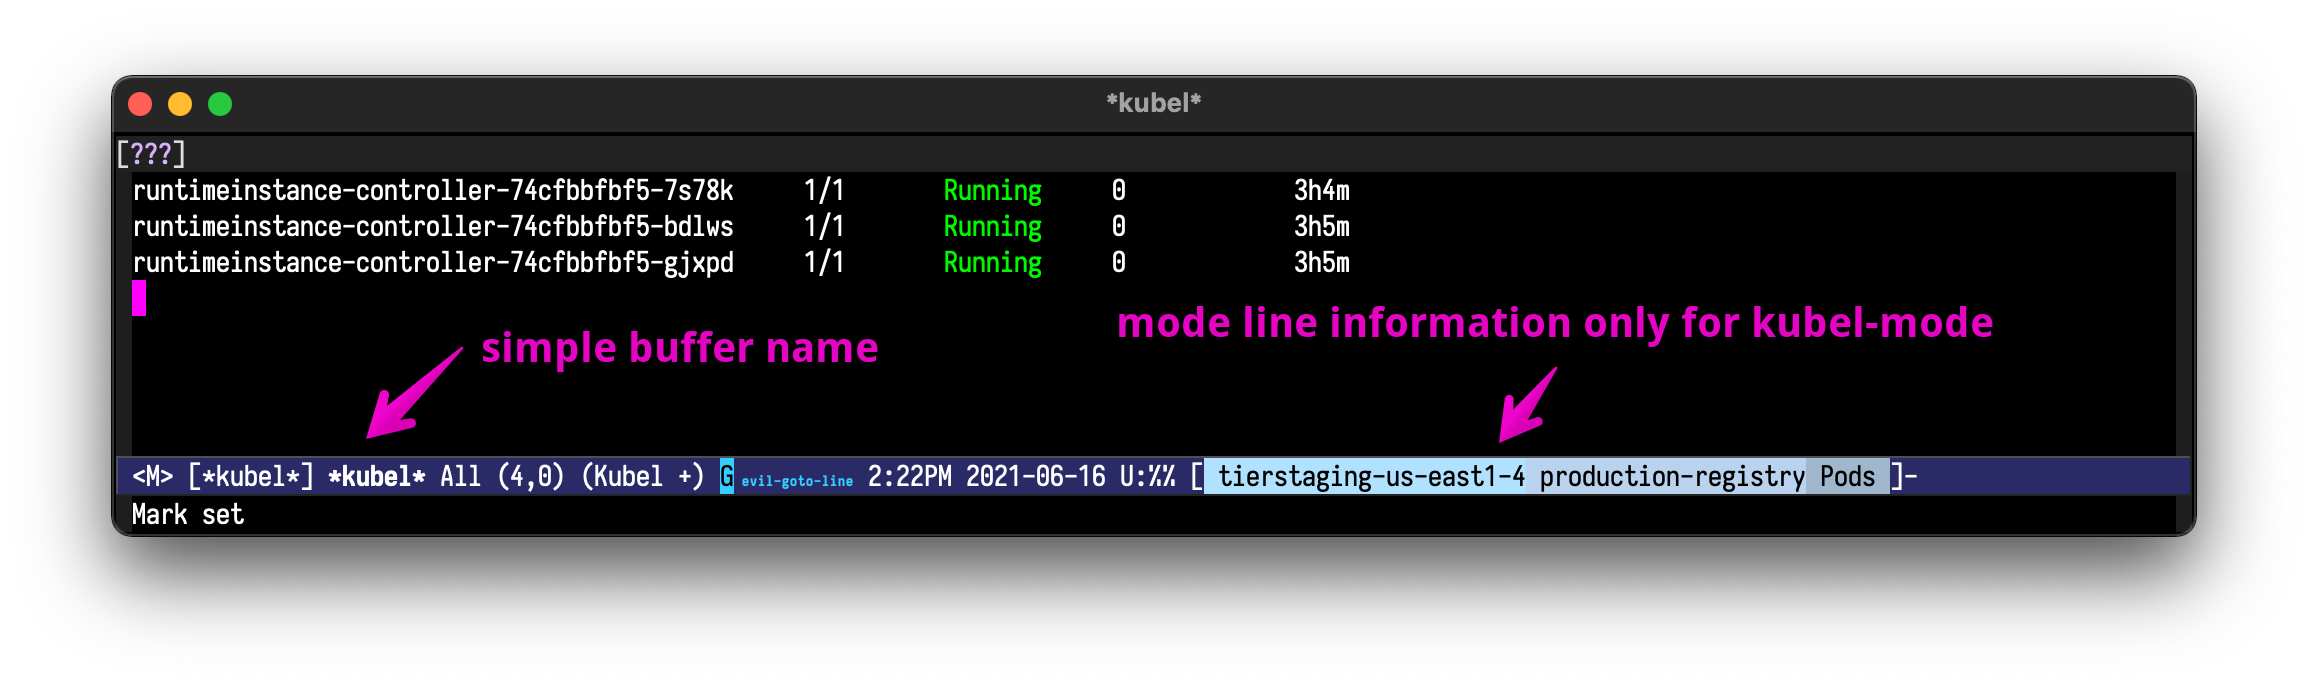 *kubel*
[???]
runtimeinstance-controller-74cfbbfbf5-7s78k 1/1 Running 0 3h4m
runtimeinstance-controller-74cfbbfbf5-bdlws 1/1 Running 0 3h5m
runtimeinstance-controller-74cfbbfbf5-gjxpd 1/1 Running 0 3h5m
mode line information only for kubel-mode
simple buffer name
<M> [*kubel*] *kubel* All (4,0) (Kubel +) G evil-goto-line 2:22PM 2021-06-16 U:%% [ tierstaging-us-east1-4 production-registry Pods ]-
Mark set